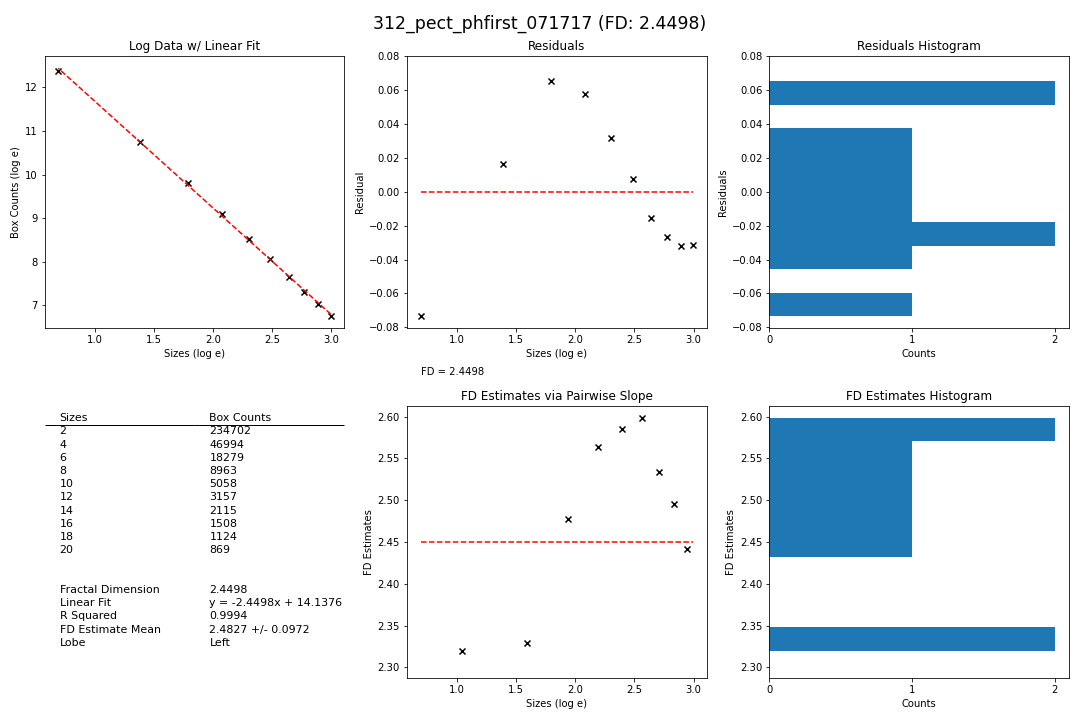 312_pect_phfirst_071717 (FD: 2.4498)
Log Data w/ Linear Fit
Box Counts (log e)
12
11
10
9
8
7
1.0 1.5 2.0 2.5 3.0
Sizes (log e)
Residuals
Residual
0.08
0.06
0.04
0.02
0.00
−0.02
−0.04
−0.06
−0.08
1.0 1.5 2.0 2.5 3.0
Sizes (log e)
FD = 2.4498
Residuals Histogram
Residuals
0.08
0.06
0.04
0.02
0.00
−0.02
−0.04
−0.06
−0.08
0 1 2
Counts
Sizes Box Counts
2 234702
4 46994
6 18279
8 8963
10 5058
12 3157
14 2115
16 1508
18 1124
20 869
Fractal Dimension 2.4498
Linear Fit y = -2.4498x + 14.1376
R Squared 0.9994
FD Estimate Mean 2.4827 +/- 0.0972
Lobe Left
FD Estimates via Pairwise Slope
FD Estimates
2.60
2.55
2.50
2.45
2.40
2.35
2.30
1.0 1.5 2.0 2.5 3.0
Sizes (log e)
FD Estimates Histogram
FD Estimates
2.60
2.55
2.50
2.45
2.40
2.35
2.30
0 1 2
Counts